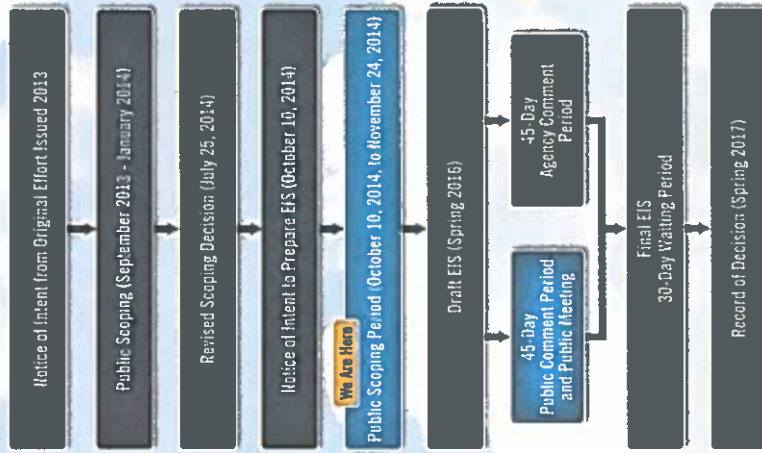 Notice of Intent from Original Effort Issued 2013
Public Scoping (September 2013 - January 2014)
Revised Scoping Decision (July 25, 2014)
Notice of Intent to Prepare EIS (October 10, 2014)
We Are Here
Public Scoping Period (October 10, 2014, to November 24, 2014)
Draft EIS (Spring 2016)
45-Day
Public Comment Period
and Public Meeting
45-Day
Agency Comment
Period
Final EIS
30-Day Waiting Period
Record of Decision (Spring 2017)